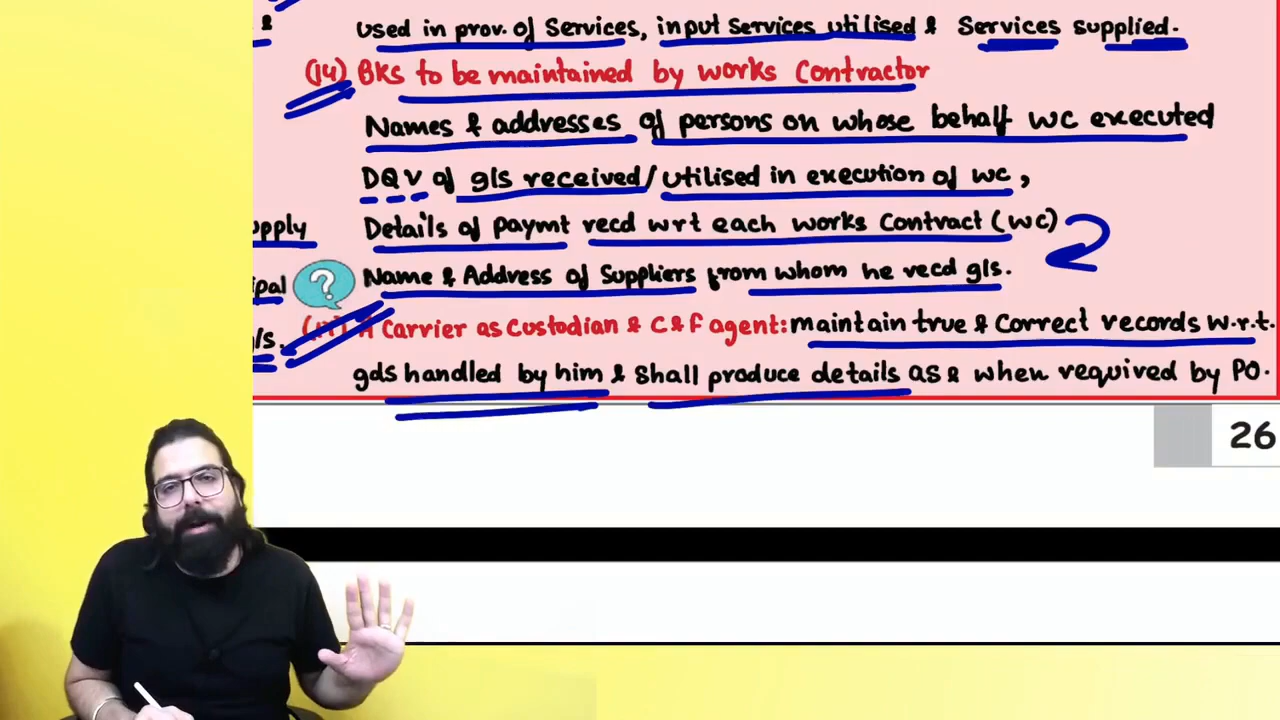 & used in prov. of Services, input Services utilised & Services supplied.
(14) BKS to be maintained by works Contractor
Names & addresses of persons on whose behalf WC executed
DQV of g/s received/utilised in execution of WC,
pply Details of paymt recd wrt each works Contract (WC)
ipal ? Name & Address of Suppliers from whom he recd g/s.
g/s. A Carrier as Custodian & C&F agent: maintain true & Correct records w.r.t.
gds handled by him & Shall produce details as & when required by PO.
26